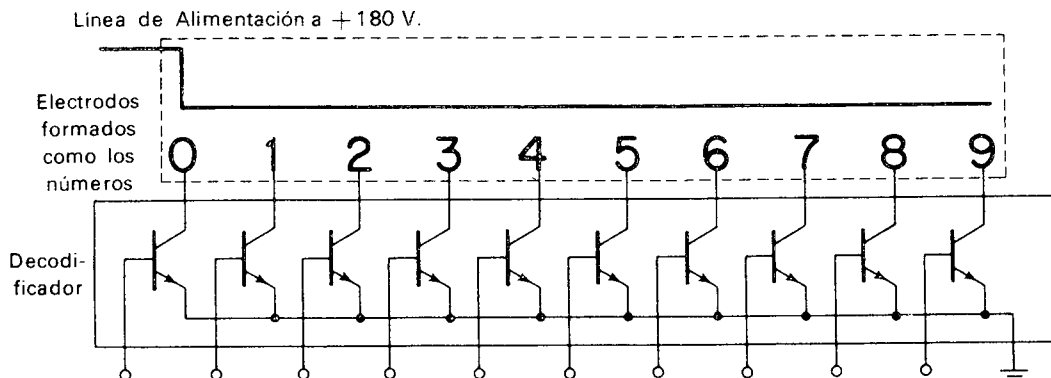 Línea de Alimentación a + 180 V.
Electrodos
formados
como los
números
0 1 2 3 4 5 6 7 8 9
Decodi-
ficador